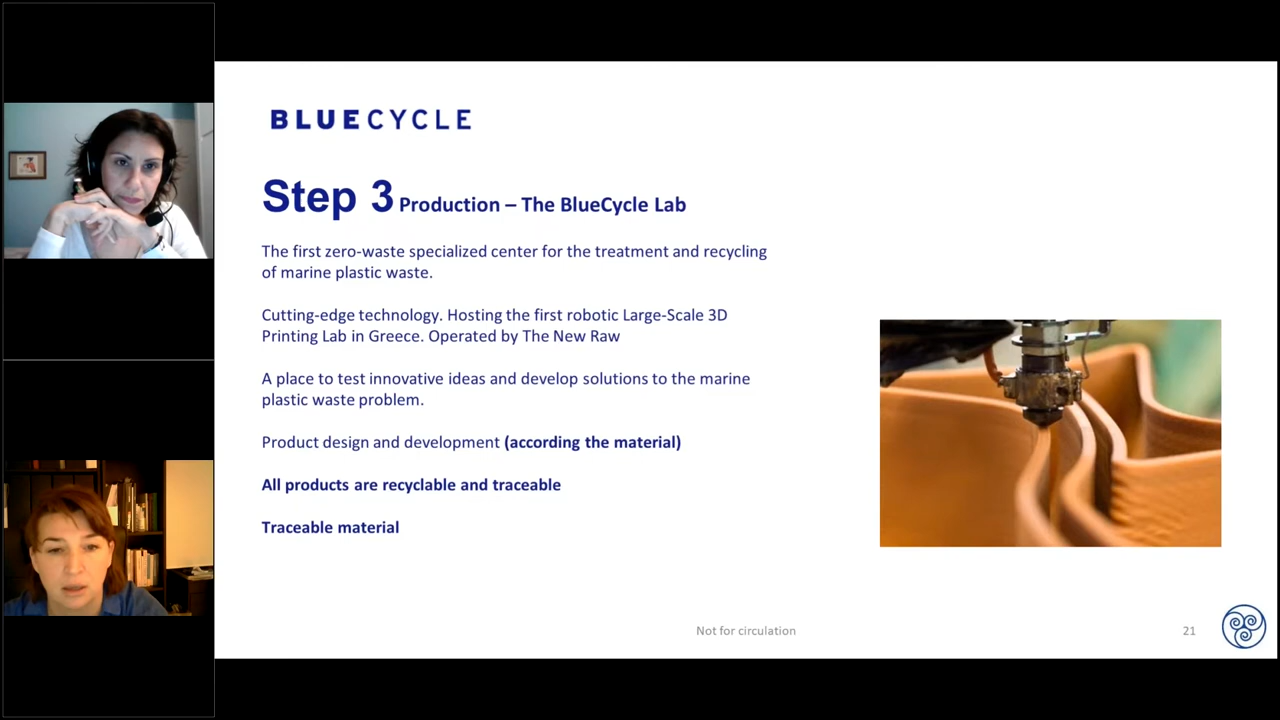 BLUECYCLE
Step 3 Production – The BlueCycle Lab
The first zero-waste specialized center for the treatment and recycling
of marine plastic waste.
Cutting-edge technology. Hosting the first robotic Large-Scale 3D
Printing Lab in Greece. Operated by The New Raw
A place to test innovative ideas and develop solutions to the marine
plastic waste problem.
Product design and development (according the material)
All products are recyclable and traceable
Traceable material
Not for circulation
21